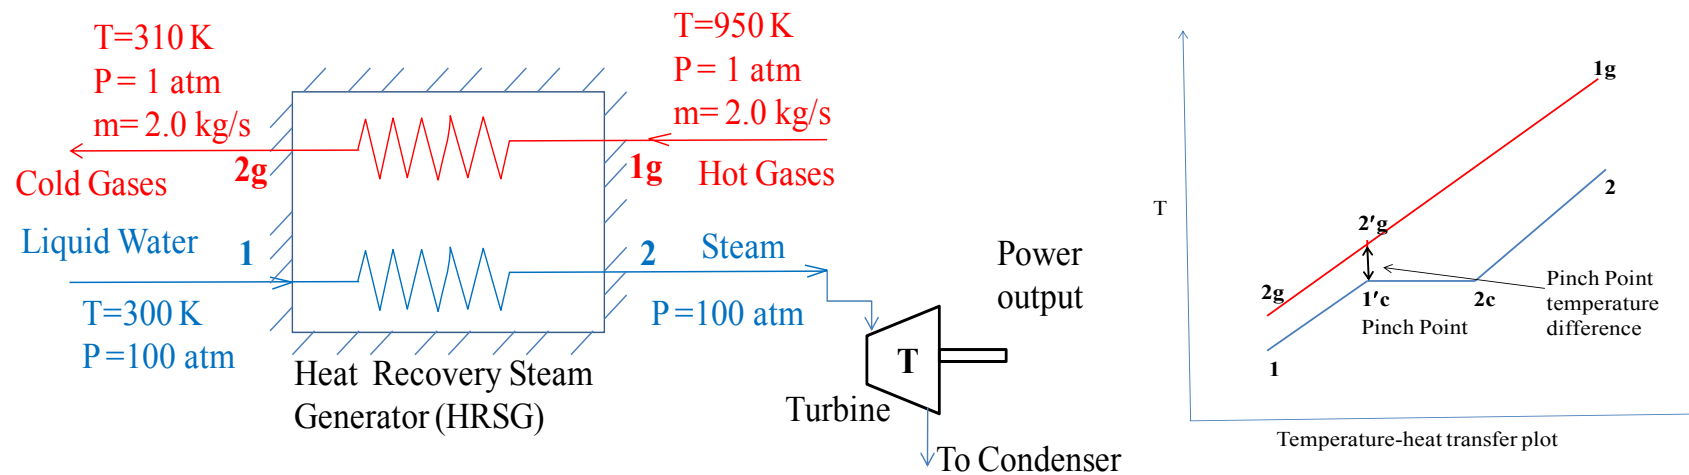 T=310 K
P= 1 atm
m= 2.0 kg/s
2g
Cold Gases
T=950 K
P= 1 atm
m= 2.0 kg/s
1g
Hot Gases
Liquid Water
1
T=300 K
P=100 atm
2
Steam
P=100 atm
Heat Recovery Steam
Generator (HRSG)
Power
output
T
Turbine
To Condenser
T
1g
2
2'g
2g
1'c
2c
1
Pinch Point
Pinch Point
temperature
difference
Temperature-heat transfer plot